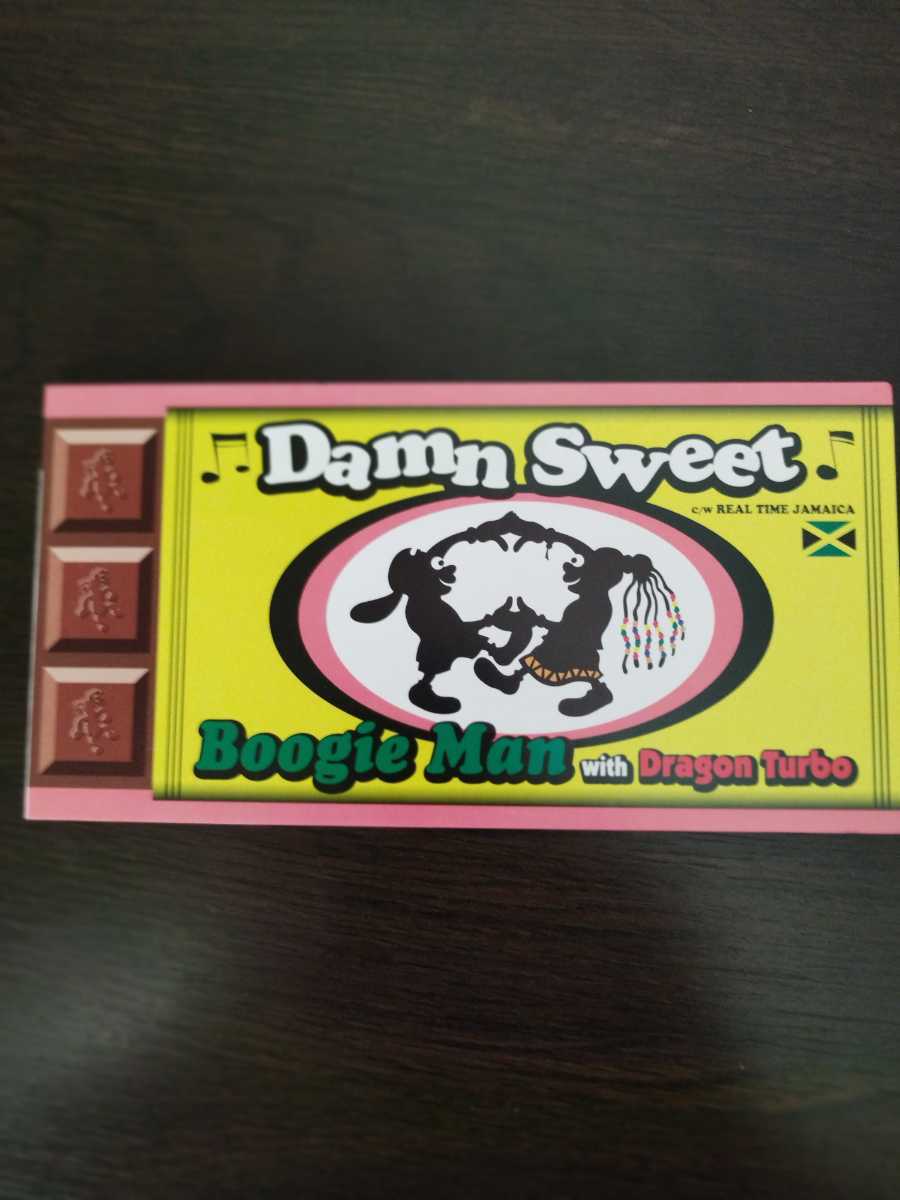 Damn Sweet
c/w REAL TIME JAMAICA
Boogie Man with Dragon Turbo